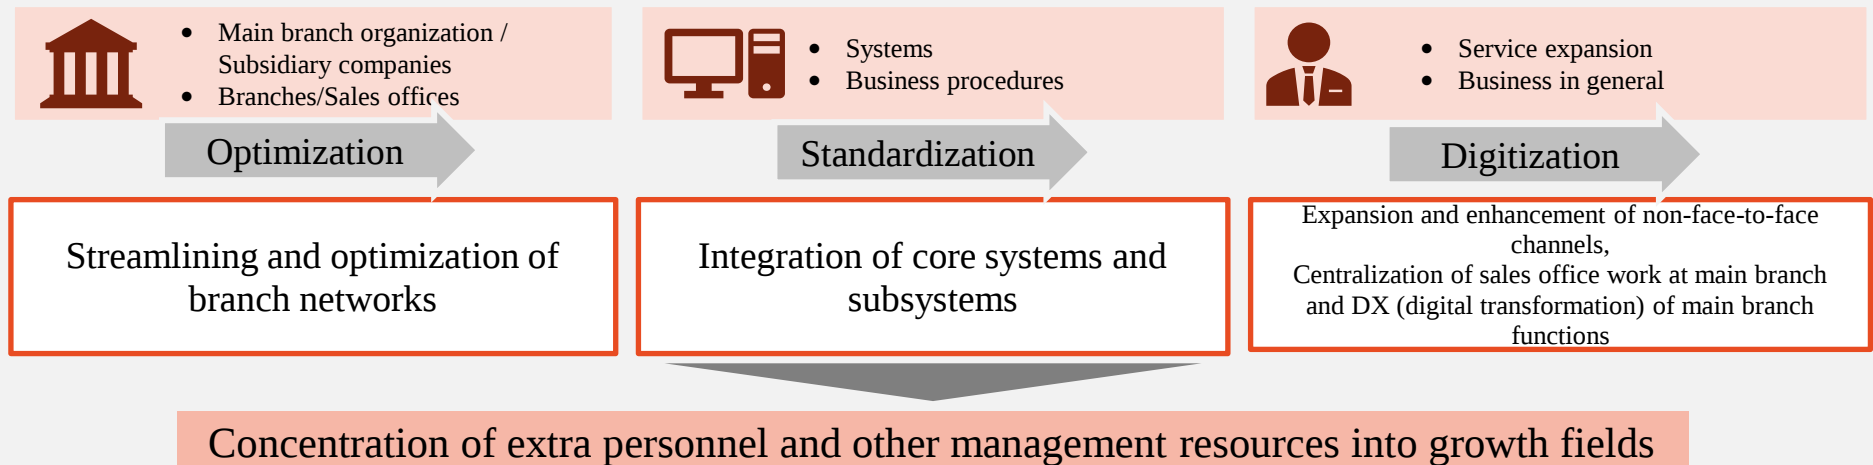 • Main branch organization /
Subsidiary companies
• Branches/Sales offices
Optimization
Streamlining and optimization of
branch networks
• Systems
• Business procedures
Standardization
Integration of core systems and
subsystems
• Service expansion
• Business in general
Digitization
Expansion and enhancement of non-face-to-face
channels,
Centralization of sales office work at main branch
and DX (digital transformation) of main branch
functions
Concentration of extra personnel and other management resources into growth fields